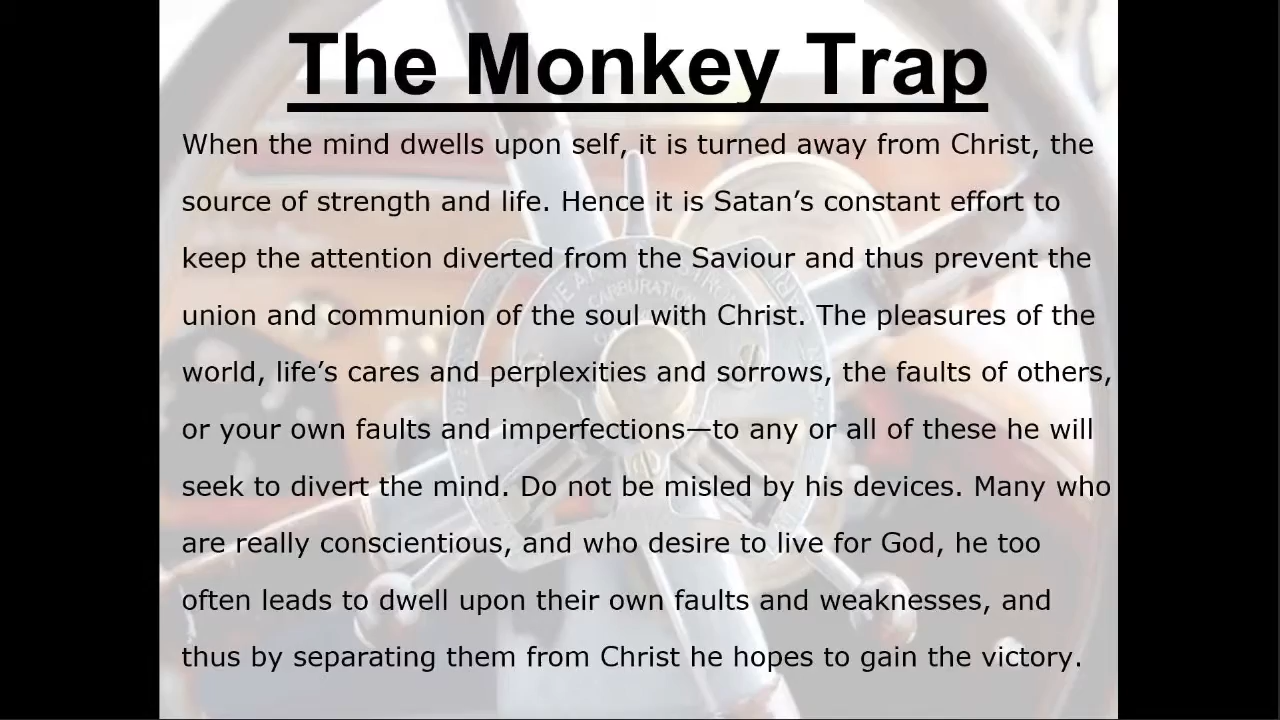 The Monkey Trap
When the mind dwells upon self, it is turned away from Christ, the
source of strength and life. Hence it is Satan’s constant effort to
keep the attention diverted from the Saviour and thus prevent the
union and communion of the soul with Christ. The pleasures of the
world, life’s cares and perplexities and sorrows, the faults of others,
or your own faults and imperfections—to any or all of these he will
seek to divert the mind. Do not be misled by his devices. Many who
are really conscientious, and who desire to live for God, he too
often leads to dwell upon their own faults and weaknesses, and
thus by separating them from Christ he hopes to gain the victory.
CARBURATION